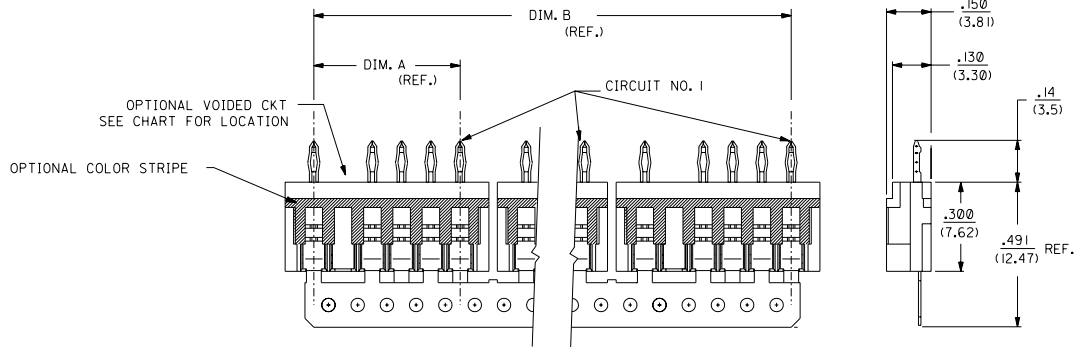 DIM. B
(REF.)
DIM. A
(REF.)
CIRCUIT NO. 1
OPTIONAL VOIDED CKT
SEE CHART FOR LOCATION
OPTIONAL COLOR STRIPE
.150
(3.81)
.130
(3.30)
.14
(3.5)
.300
(7.62)
.491
(12.47) REF.